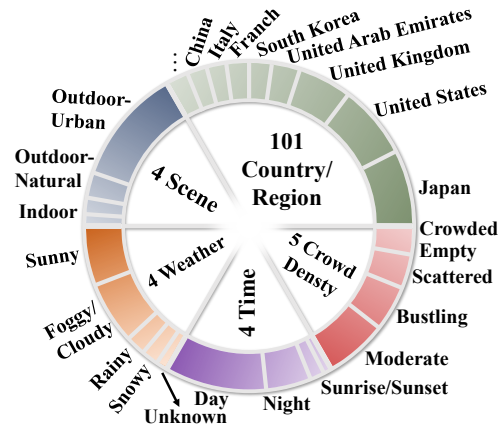 ...
China
Italy
Franch
South Korea
United Arab Emirates
United Kingdom
United States
Japan
101
Country/
Region
Outdoor-
Urban
Outdoor-
Natural
Indoor
4 Scene
Sunny
Foggy/
Cloudy
Rainy
Snowy
Unknown
4 Weather
Day
Night
Sunrise/Sunset
4 Time
Crowded
Empty
Scattered
Bustling
Moderate
5 Crowd
Densty